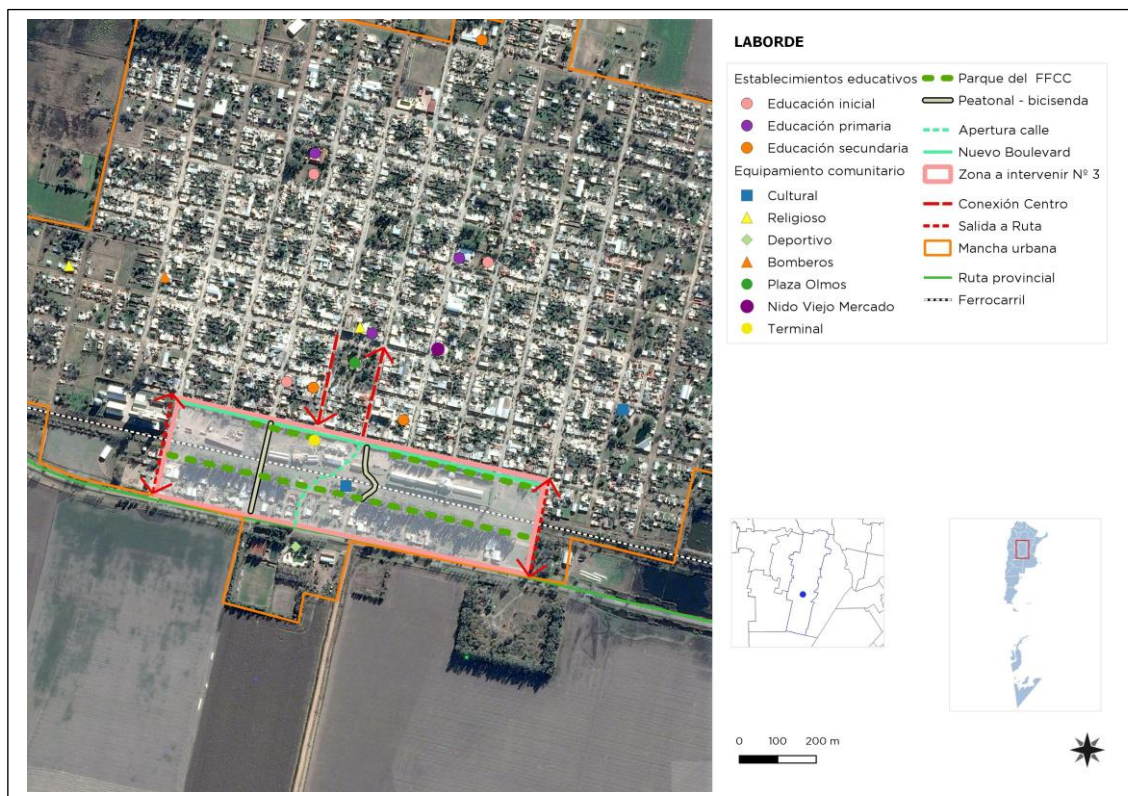 LABORDE
Establecimientos educativos
Educación inicial
Educación primaria
Educación secundaria
Equipamiento comunitario
Cultural
Religioso
Deportivo
Bomberos
Plaza Olmos
Nido Viejo Mercado
Terminal
Parque del FFCC
Peatonal - bicisenda
Apertura calle
Nuevo Boulevard
Zona a intervenir Nº 3
Conexión Centro
Salida a Ruta
Mancha urbana
Ruta provincial
Ferrocarril
0 100 200 m